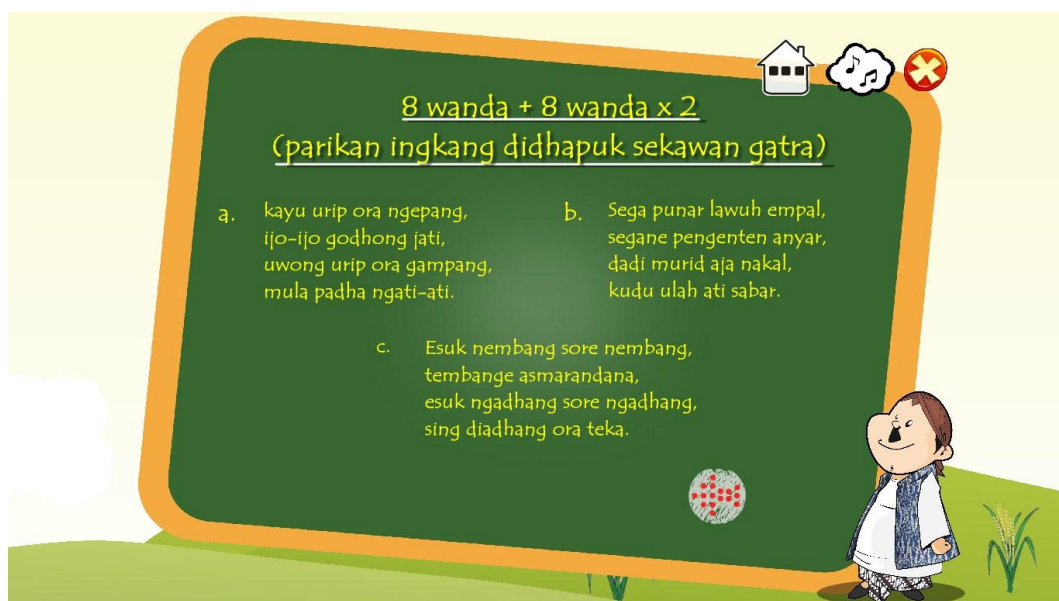 8 wanda + 8 wanda x 2
(parikan ingkang didhapuk sekawan gatra)
a. kayu urip ora ngepang,
ijo-ijo godhong jati,
uwong urip ora gampang,
mula padha ngati-ati.
b. Sega punar lawuh empal,
segane pengenten anyar,
dadi murid aja nakal,
kudu ulah ati sabar.
c. Esuk nembang sore nembang,
tembange asmarandana,
esuk ngadhang sore ngadhang,
sing diadhang ora teka.